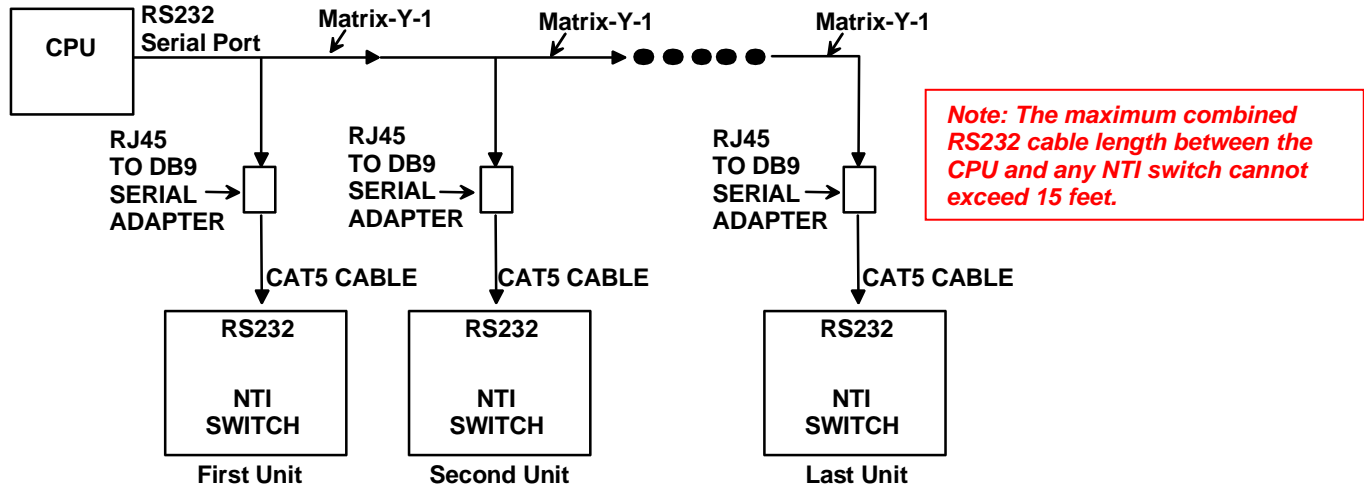 CPU
RS232
Serial Port
Matrix-Y-1
Matrix-Y-1
Matrix-Y-1
Note: The maximum combined
RS232 cable length between the
CPU and any NTI switch cannot
exceed 15 feet.
RJ45
TO DB9
SERIAL
ADAPTER
RJ45
TO DB9
SERIAL
ADAPTER
RJ45
TO DB9
SERIAL
ADAPTER
CAT5 CABLE
CAT5 CABLE
CAT5 CABLE
RS232
NTI
SWITCH
First Unit
RS232
NTI
SWITCH
Second Unit
RS232
NTI
SWITCH
Last Unit